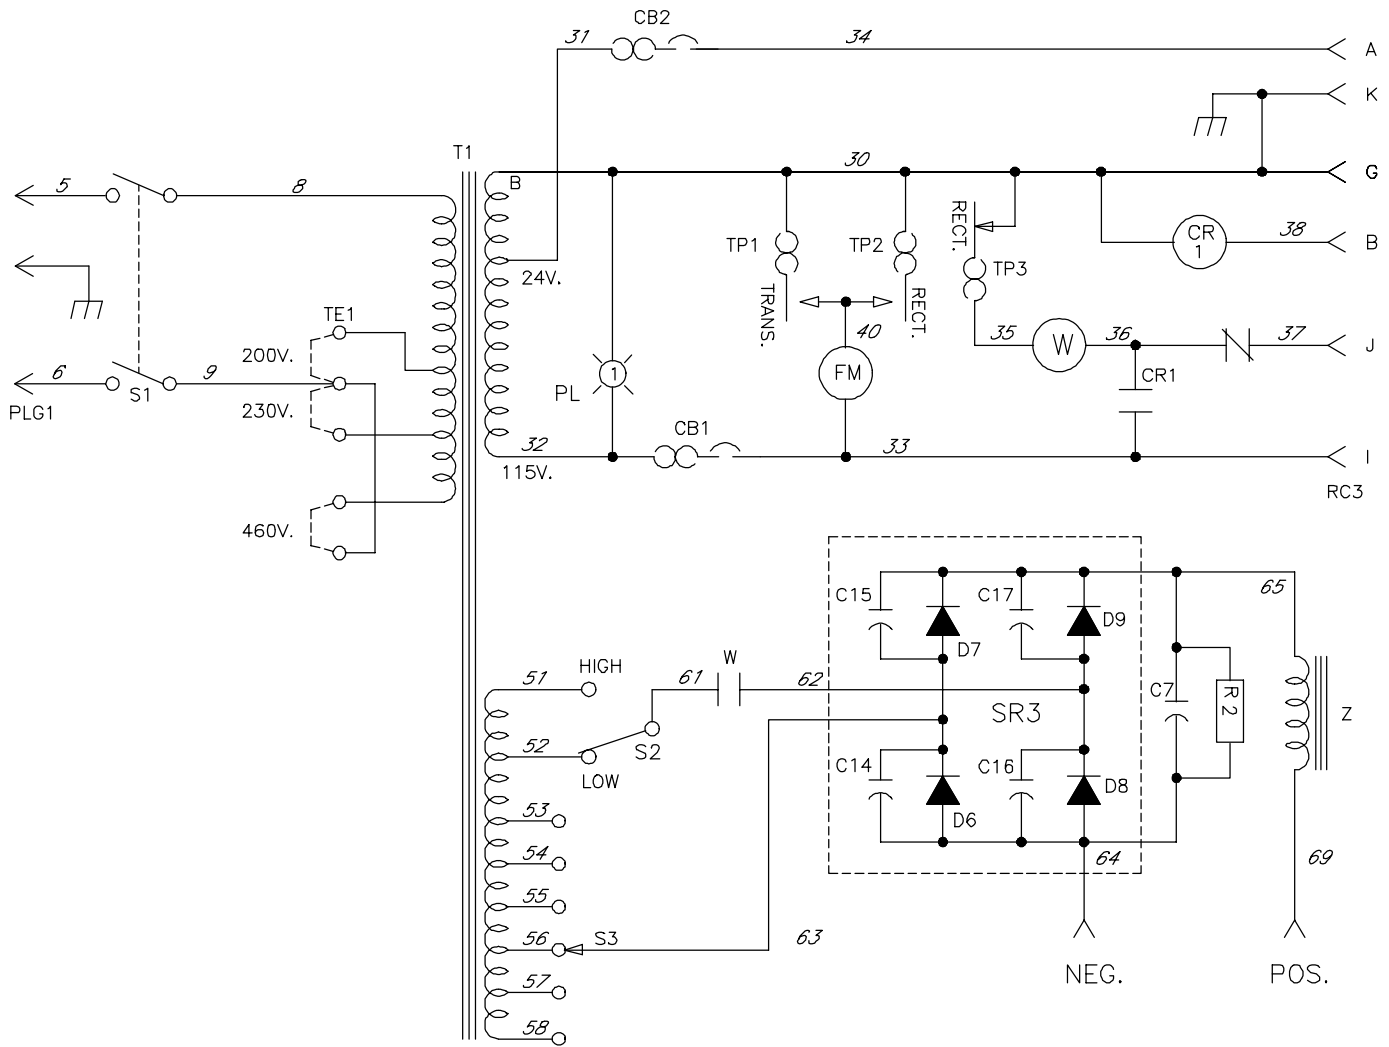 CB2
31
34
A
K
T1
30
G
B
5
8
RECT.
CR
1
38
B
TP1
TP2
TP3
24V.
TRANS.
RECT.
TE1
40
35
W
36
37
J
200V.
6
9
S1
PL
1
FM
CR1
PLG1
230V.
CB1
32
33
I
115V.
RC3
460V.
C15
C17
65
D7
D9
HIGH
W
51
61
62
C7
R2
SR3
Z
52
S2
LOW
C14
C16
D8
53
D6
54
64
69
55
56
S3
63
57
NEG.
POS.
58